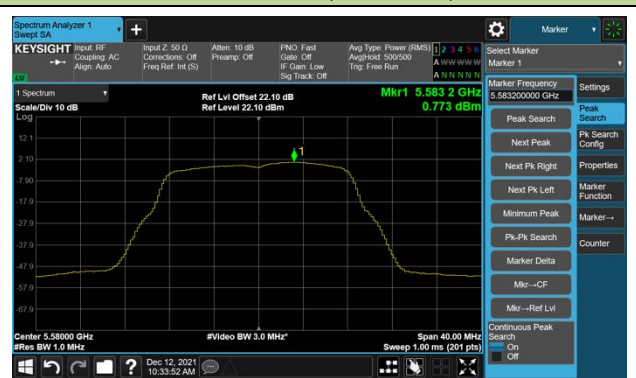 Spectrum Analyzer 1
Swept SA
Marker
KEYSIGHT
Input: RF
Coupling: AC
Align: Auto
Input Z: 50 Ω
Corrections: Off
Freq Ref: Int (S)
Atten: 10 dB
Preamp: Off
PNO: Fast
Gate: Off
IF Gain: Low
Sig Track: Off
Avg Type: Power (RMS)
Avg|Hold: 500/500
Trig: Free Run
1 2 3 4 5 6
A W W W W W
A N N N N N
LXI
Select Marker
Marker 1
1 Spectrum
Scale/Div 10 dB
Log
Ref Lvl Offset 22.10 dB
Ref Level 22.10 dBm
Mkr1 5.583 2 GHz
0.773 dBm
12.1
2.10
-7.90
-17.9
-27.9
-37.9
-47.9
-57.9
-67.9
1
Center 5.58000 GHz
#Res BW 1.0 MHz
#Video BW 3.0 MHz*
Span 40.00 MHz
Sweep 1.00 ms (201 pts)
Marker Frequency
5.583200000 GHz
Peak Search
Next Peak
Next Pk Right
Next Pk Left
Minimum Peak
Pk-Pk Search
Marker Delta
Mkr→CF
Mkr→Ref Lvl
Continuous Peak
Search
On
Off
Settings
Peak
Search
Pk Search
Config
Properties
Marker
Function
Marker→
Counter
?
Dec 12, 2021
10:33:52 AM